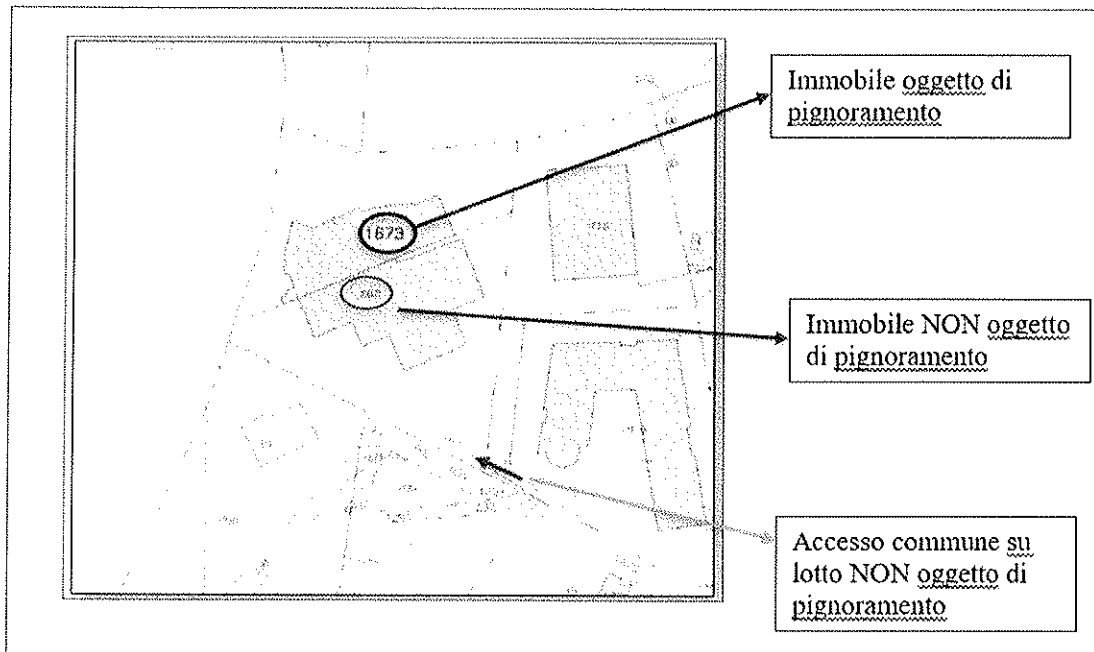 Immobile oggetto di
pignoramento
1673
Immobile NON oggetto
di pignoramento
Accesso commune su
lotto NON oggetto di
pignoramento